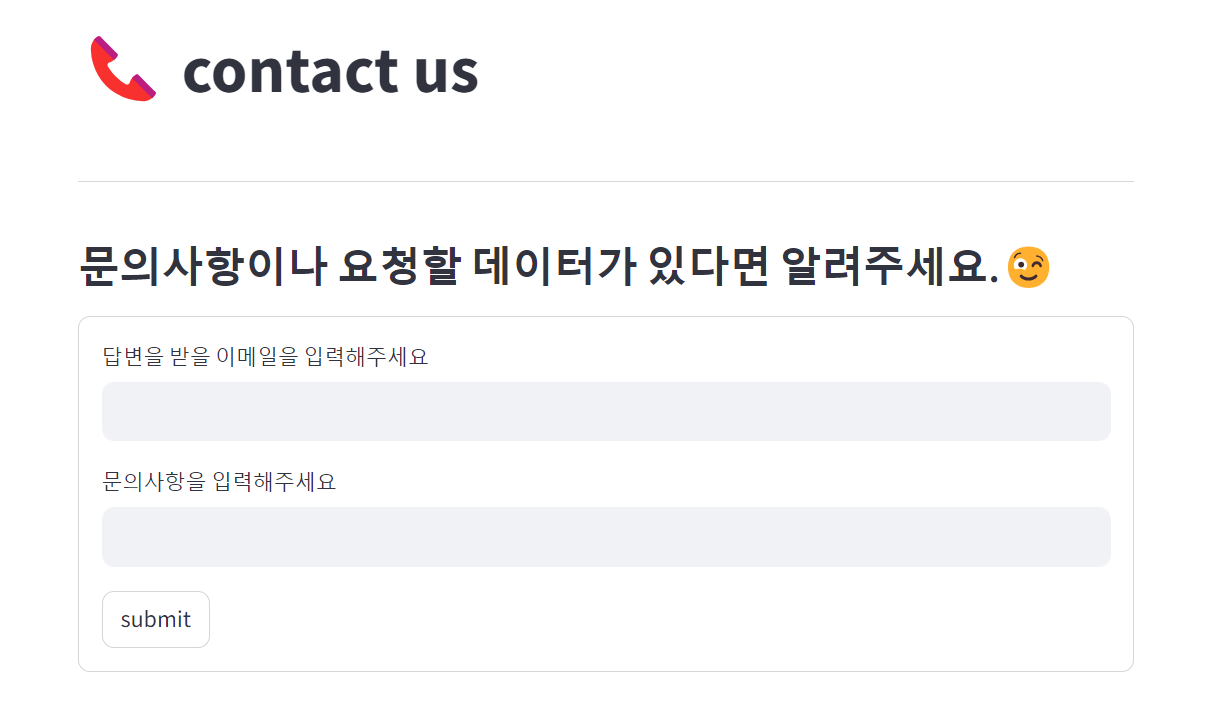 contact us
문의사항이나 요청할 데이터가 있다면 알려주세요.😉
답변을 받을 이메일을 입력해주세요
문의사항을 입력해주세요
submit